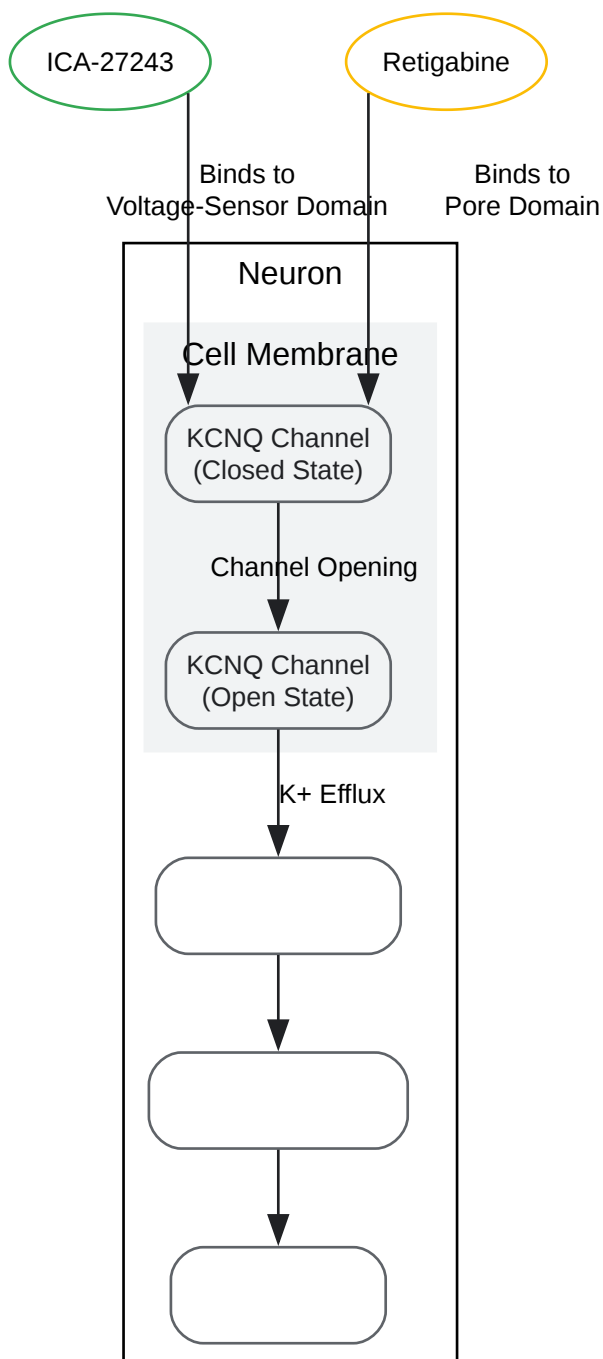 ICA-27243
Retigabine
Binds to
Voltage-Sensor Domain
Binds to
Pore Domain
Neuron
Cell Membrane
KCNQ Channel
(Closed State)
Channel Opening
KCNQ Channel
(Open State)
K+ Efflux